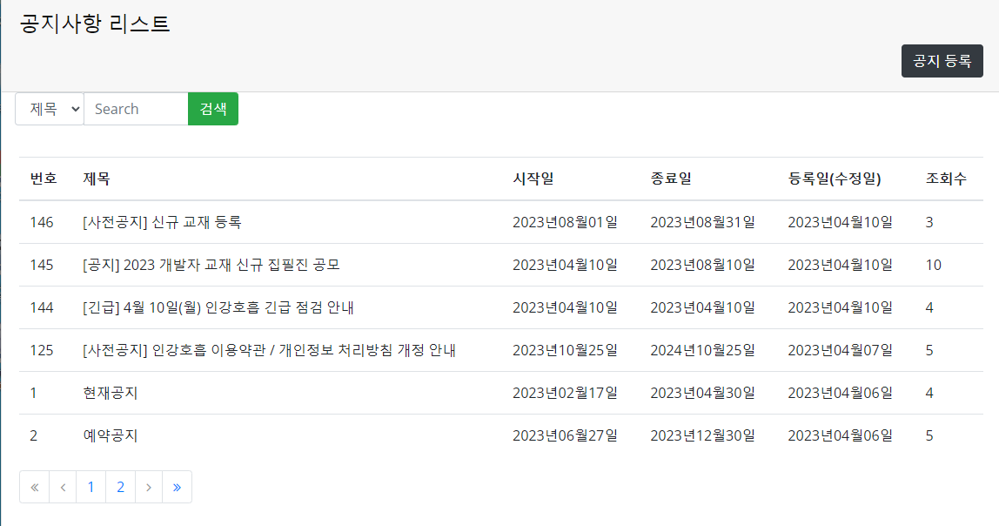 공지사항 리스트
공지 등록
제목 Search 검색
번호 제목 시작일 종료일 등록일(수정일) 조회수
146 [사전공지] 신규 교재 등록 2023년08월01일 2023년08월31일 2023년04월10일 3
145 [공지] 2023 개발자 교재 신규 집필진 공모 2023년04월10일 2023년08월10일 2023년04월10일 10
144 [긴급] 4월 10일(월) 인강호흡 긴급 점검 안내 2023년04월10일 2023년04월10일 2023년04월10일 4
125 [사전공지] 인강호흡 이용약관 / 개인정보 처리방침 개정 안내 2023년10월25일 2024년10월25일 2023년04월07일 5
1 현재공지 2023년02월17일 2023년04월30일 2023년04월06일 4
2 예약공지 2023년06월27일 2023년12월30일 2023년04월06일 5
« ‹ 1 2 › »